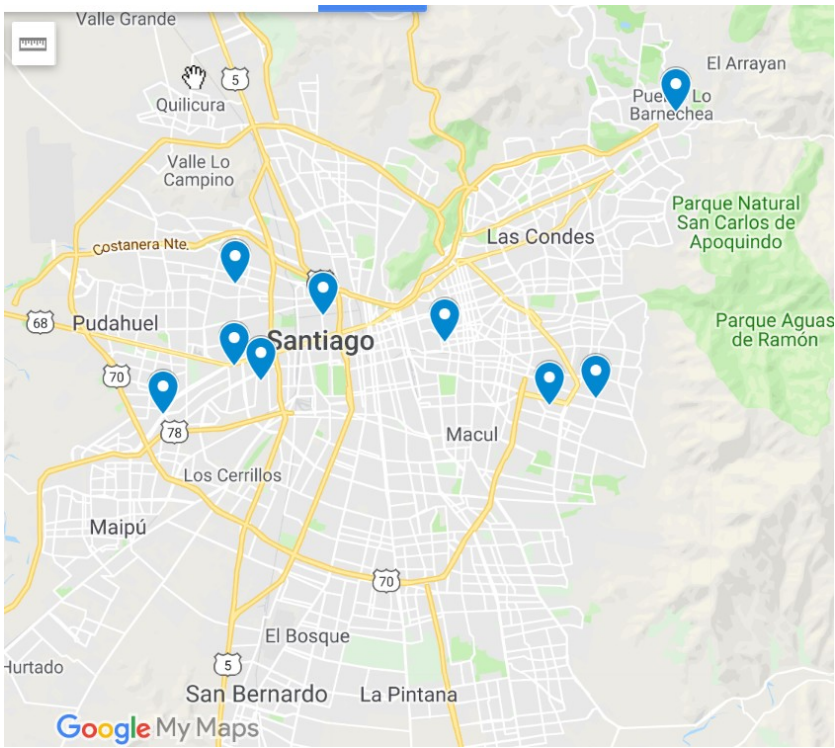 Valle Grande
El Arrayan
5
Quilicura
Barnechea
Valle Lo
Campino
Parque Natural
San Carlos de
Apoquindo
Las Condes
Costanera Nte.
68
Pudahuel
Santiago
Parque Aguas
de Ramón
70
78
Macul
Los Cerrillos
Maipú
70
El Bosque
Hurtado
5
San Bernardo
La Pintana
Google My Maps